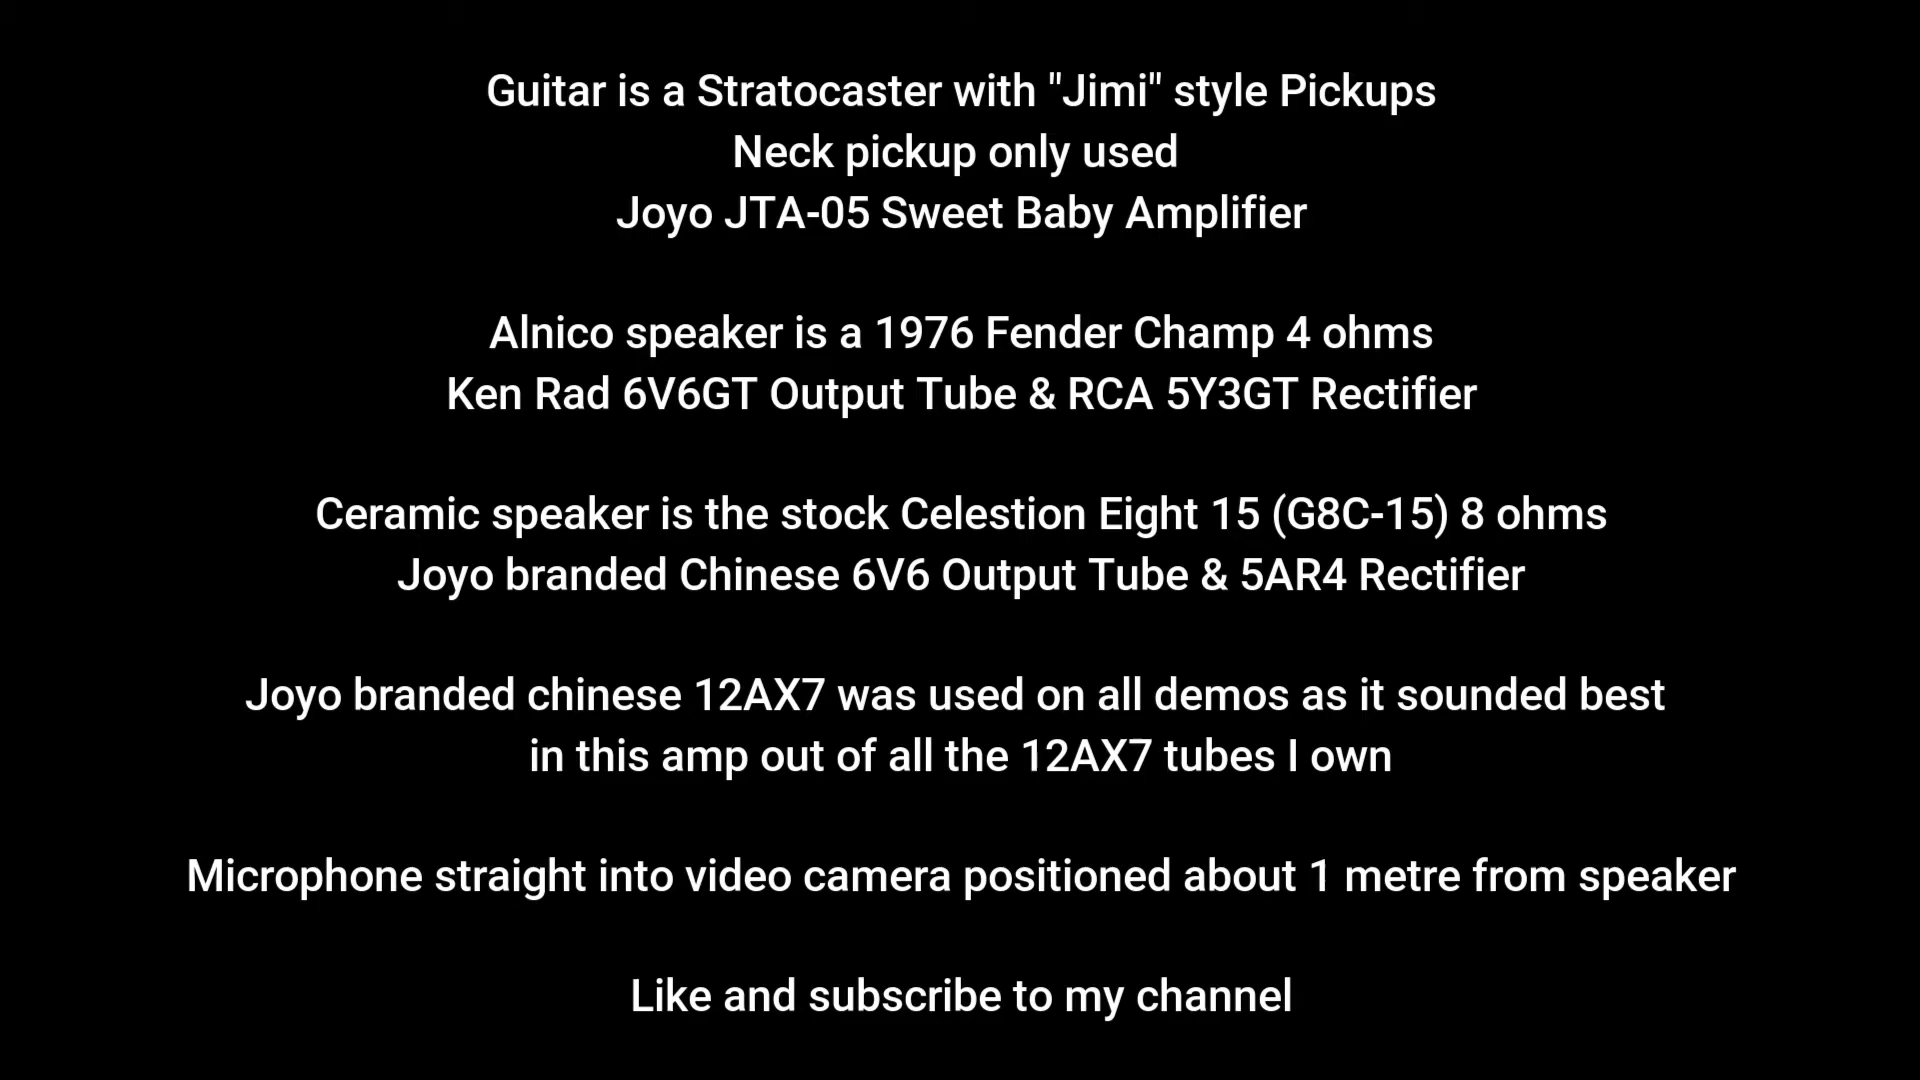 Guitar is a Stratocaster with "Jimi" style Pickups
Neck pickup only used
Joyo JTA-05 Sweet Baby Amplifier
Alnico speaker is a 1976 Fender Champ 4 ohms
Ken Rad 6V6GT Output Tube & RCA 5Y3GT Rectifier
Ceramic speaker is the stock Celestion Eight 15 (G8C-15) 8 ohms
Joyo branded Chinese 6V6 Output Tube & 5AR4 Rectifier
Joyo branded chinese 12AX7 was used on all demos as it sounded best
in this amp out of all the 12AX7 tubes I own
Microphone straight into video camera positioned about 1 metre from speaker
Like and subscribe to my channel